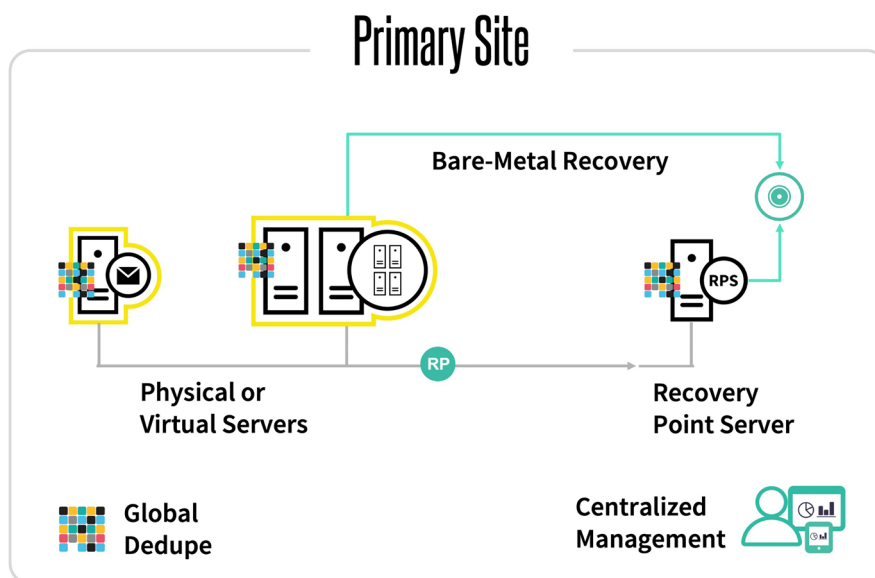 Primary Site
Bare-Metal Recovery
RPS
RP
Physical or
Virtual Servers
Recovery
Point Server
Global
Dedupe
Centralized
Management